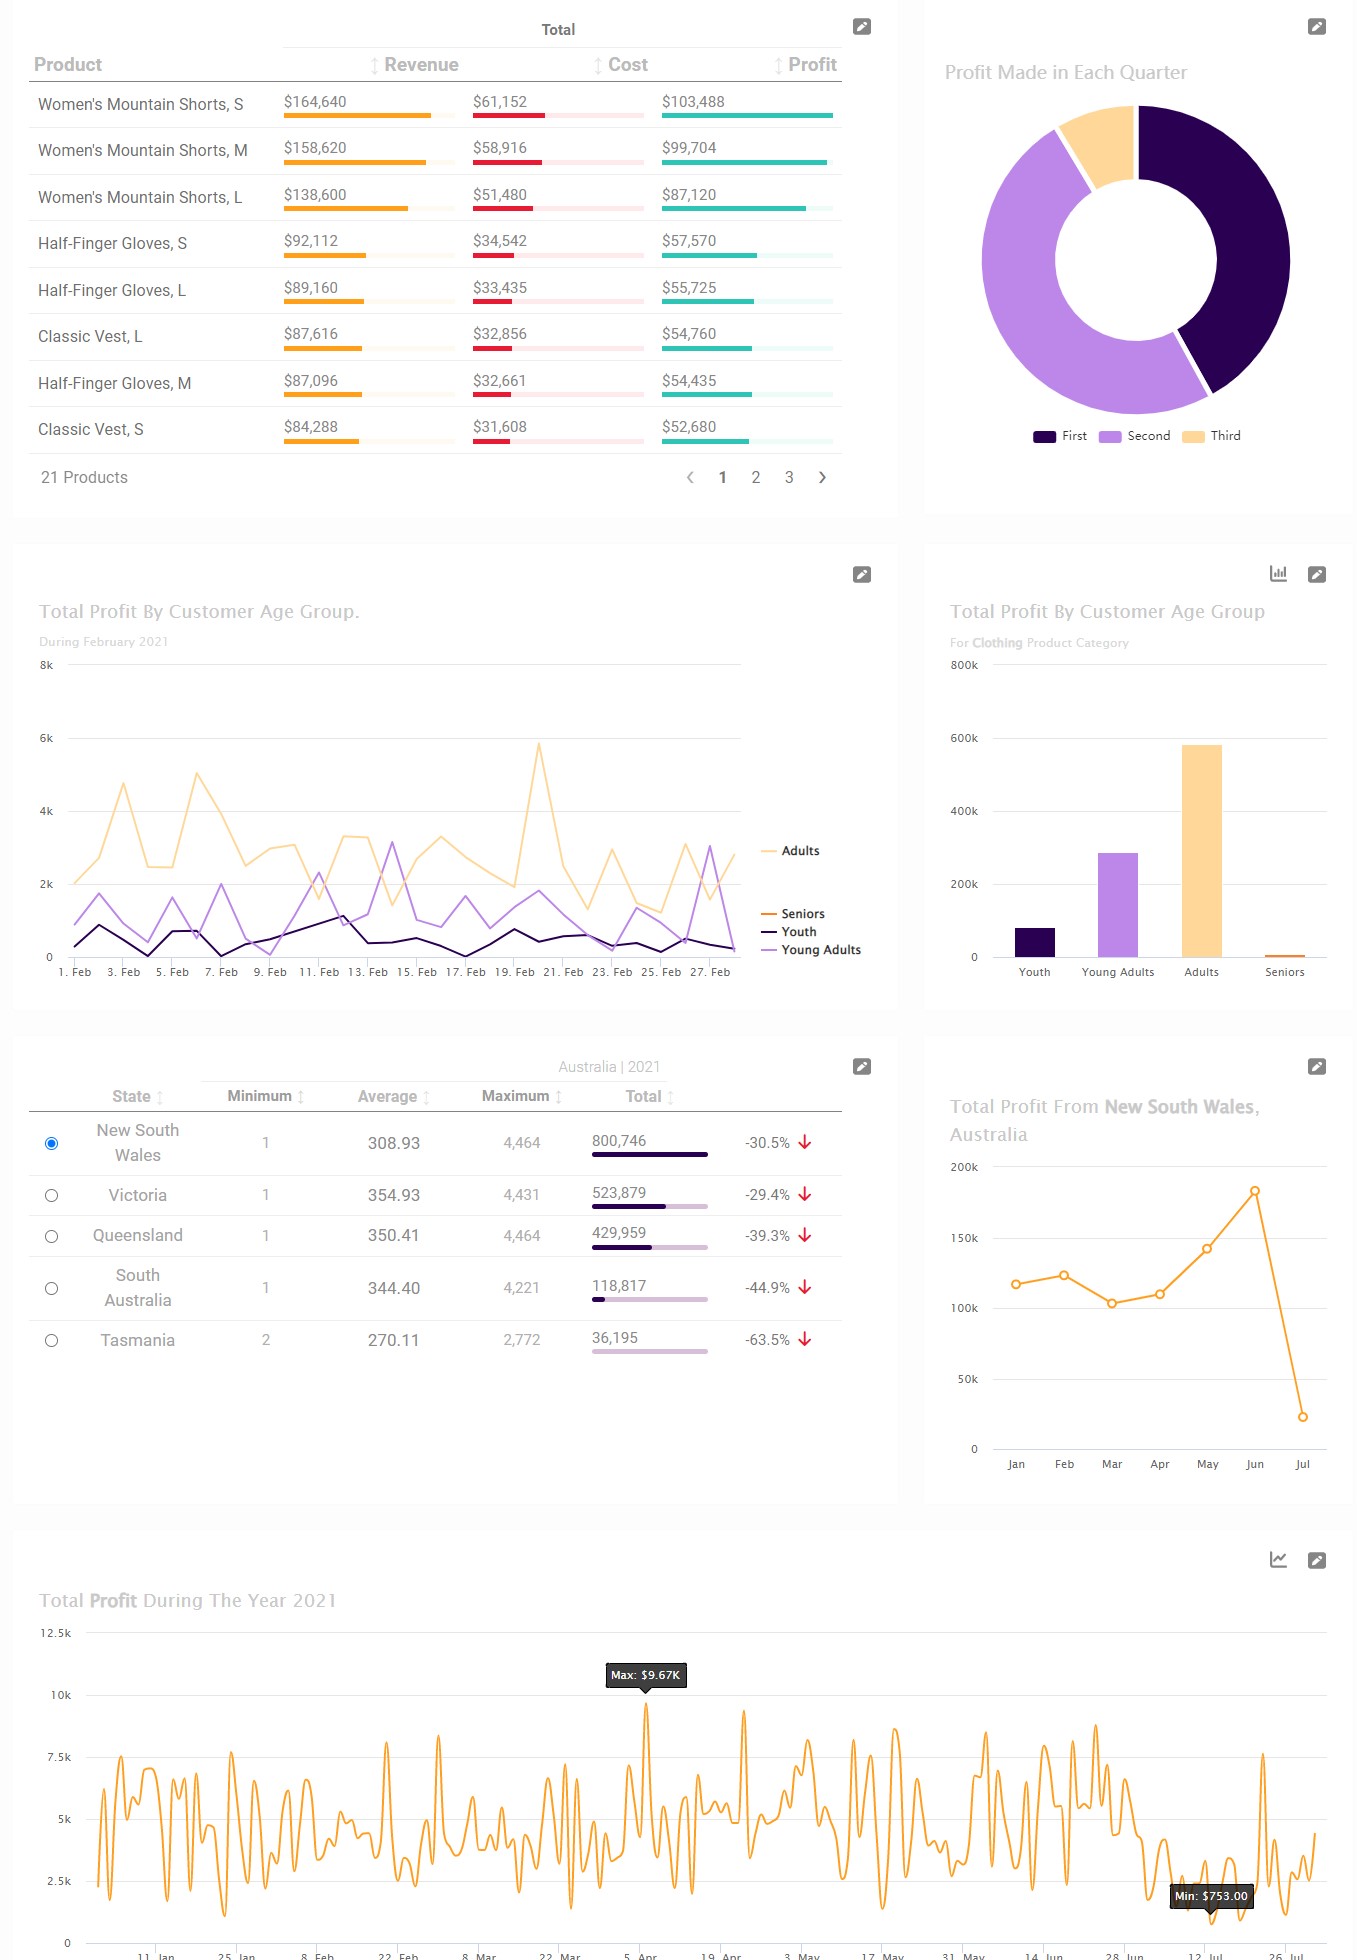 Total
Product Revenue Cost Profit
Women's Mountain Shorts, S $164,640 $61,152 $103,488
Women's Mountain Shorts, M $158,620 $58,916 $99,704
Women's Mountain Shorts, L $138,600 $51,480 $87,120
Half-Finger Gloves, S $92,112 $34,542 $57,570
Half-Finger Gloves, L $89,160 $33,435 $55,725
Classic Vest, L $87,616 $32,856 $54,760
Half-Finger Gloves, M $87,096 $32,661 $54,435
Classic Vest, S $84,288 $31,608 $52,680
21 Products 1 2 3
Profit Made in Each Quarter
First Second Third
Total Profit By Customer Age Group.
During February 2021
8k
6k
4k
2k
0
1. Feb 3. Feb 5. Feb 7. Feb 9. Feb 11. Feb 13. Feb 15. Feb 17. Feb 19. Feb 21. Feb 23. Feb 25. Feb 27. Feb
Adults
Seniors
Youth
Young Adults
Total Profit By Customer Age Group
For Clothing Product Category
800k
600k
400k
200k
0
Youth Young Adults Adults Seniors
Australia | 2021
State Minimum Average Maximum Total
New South Wales 1 308.93 4,464 800,746 -30.5%
Victoria 1 354.93 4,431 523,879 -29.4%
Queensland 1 350.41 4,464 429,959 -39.3%
South Australia 1 344.40 4,221 118,817 -44.9%
Tasmania 2 270.11 2,772 36,195 -63.5%
Total Profit From New South Wales,
Australia
200k
150k
100k
50k
0
Jan Feb Mar Apr May Jun Jul
Total Profit During The Year 2021
12.5k
10k
7.5k
5k
2.5k
0
Max: $9.67K
Min: $753.00
11. Jan 25. Jan 8. Feb 22. Feb 8. Mar 22. Mar 5. Apr 19. Apr 3. May 17. May 31. May 14. Jun 28. Jun 12. Jul 26. Jul